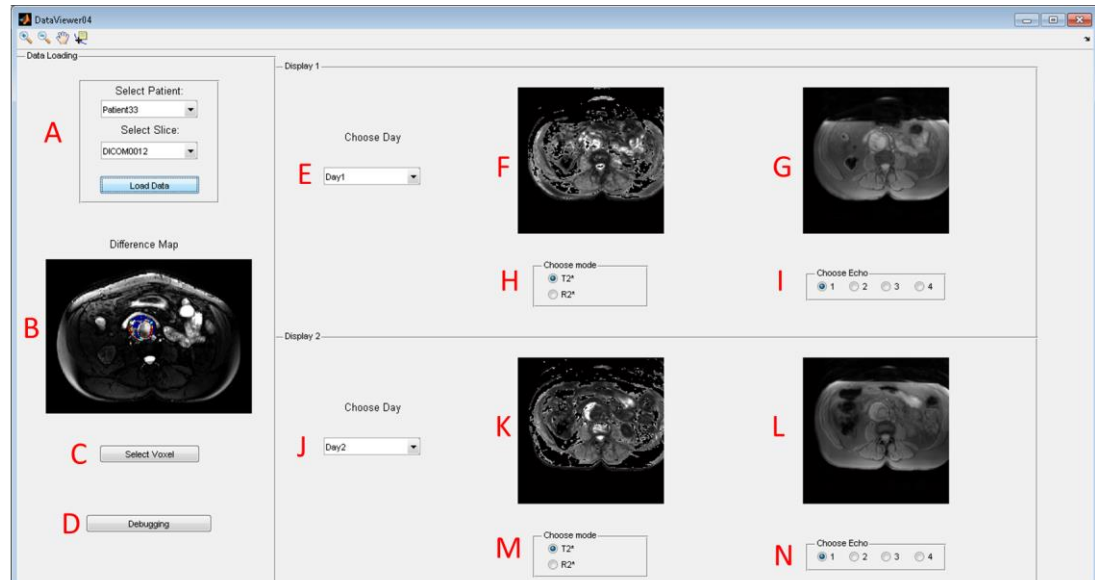 DataViewer04
Data Loading
Select Patient:
Patient33
A
Select Slice:
DICOM0012
Load Data
Difference Map
B
C
Select Voxel
D
Debugging
Display 1
Choose Day
E
Day1
F
G
H
Choose mode
T2*
R2*
I
Choose Echo
1 2 3 4
Display 2
Choose Day
J
Day2
K
L
M
Choose mode
T2*
R2*
N
Choose Echo
1 2 3 4